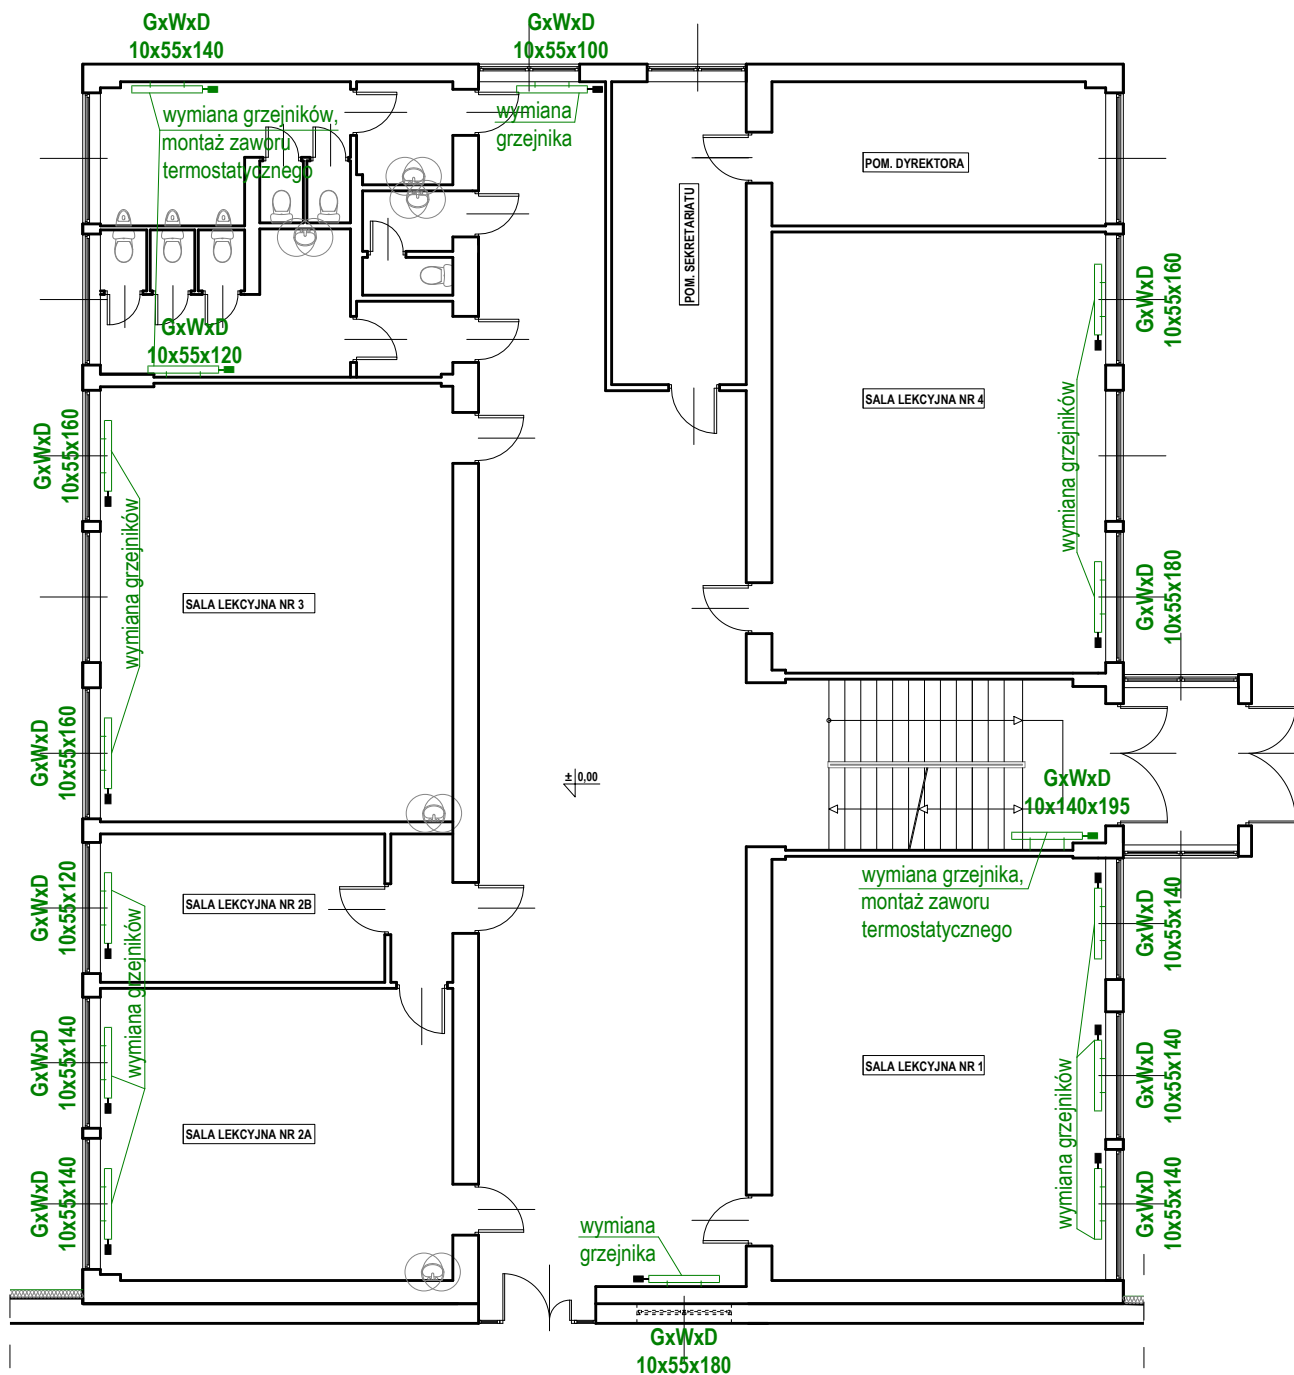 GxWxD
10x55x140
GxWxD
10x55x100
wymiana grzejników,
montaż zaworu
termostatycznego
wymiana
grzejnika
POM. DYREKTORA
POM. SEKRETARIATU
GxWxD
10x55x160
GxWxD
10x55x120
SALA LEKCYJNA NR 4
wymiana grzejników
GxWxD
10x55x160
wymiana grzejników
GxWxD
10x55x180
SALA LEKCYJNA NR 3
GxWxD
10x55x160
± 0,00
GxWxD
10x140x195
wymiana grzejnika,
montaż zaworu
termostatycznego
GxWxD
10x55x120
SALA LEKCYJNA NR 2B
GxWxD
10x55x140
wymiana grzejników
GxWxD
10x55x140
SALA LEKCYJNA NR 1
GxWxD
10x55x140
wymiana grzejników
SALA LEKCYJNA NR 2A
GxWxD
10x55x140
GxWxD
10x55x140
wymiana
grzejnika
GxWxD
10x55x180